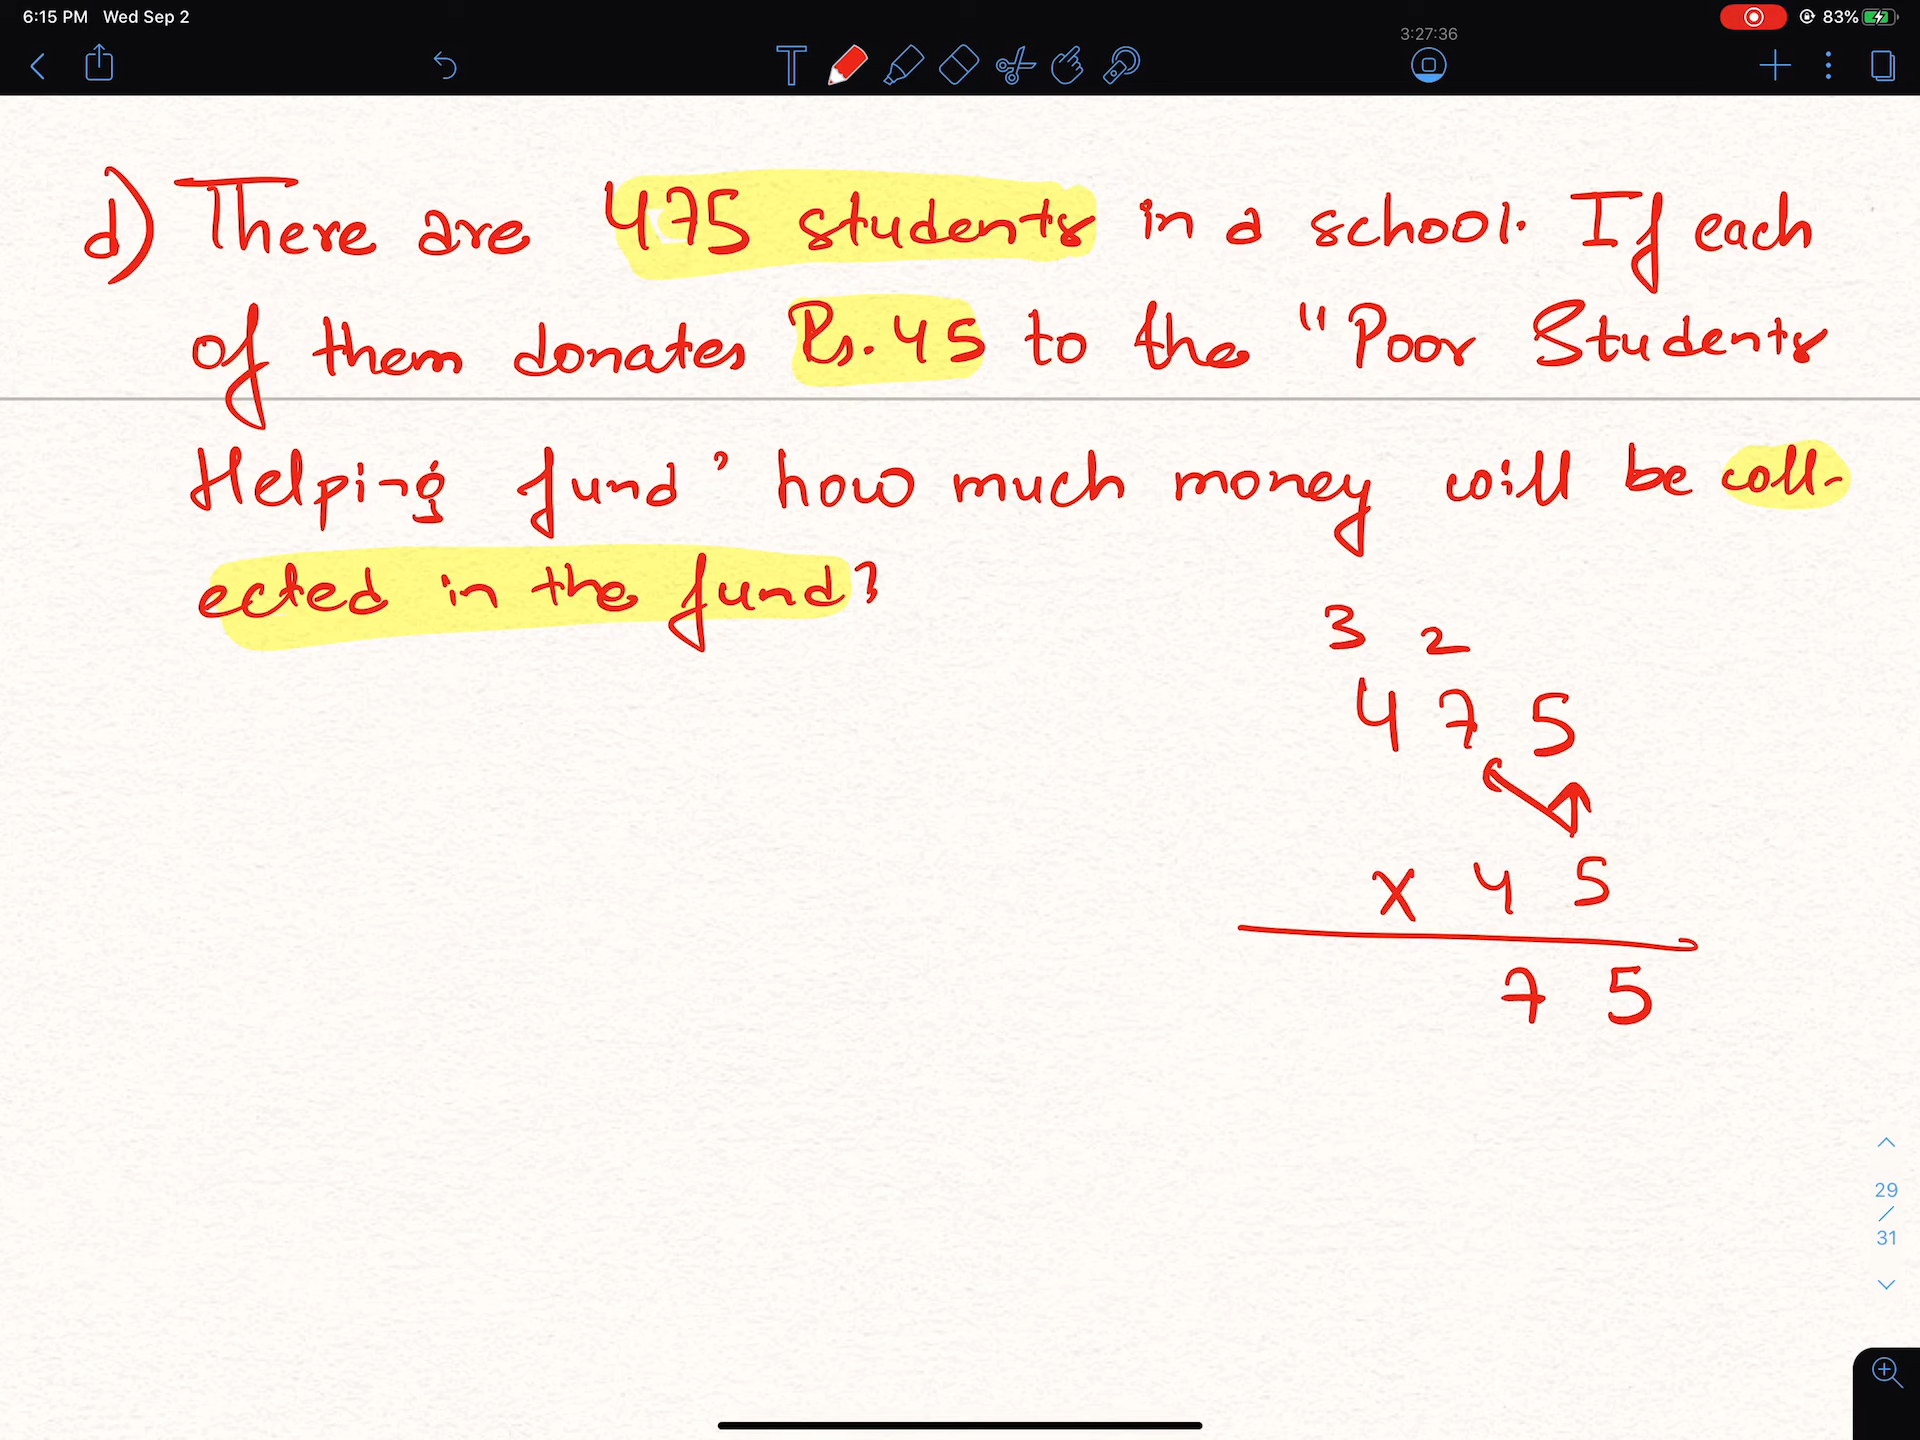 6:15 PM Wed Sep 2
83%
3:27:36
T
d) There are 475 students in a school. If each
of them donates Rs. 45 to the "Poor Students
Helping fund' how much money will be coll-
ected in the fund?
3 2
4 7 5
x 4 5
7 5
29
/
31